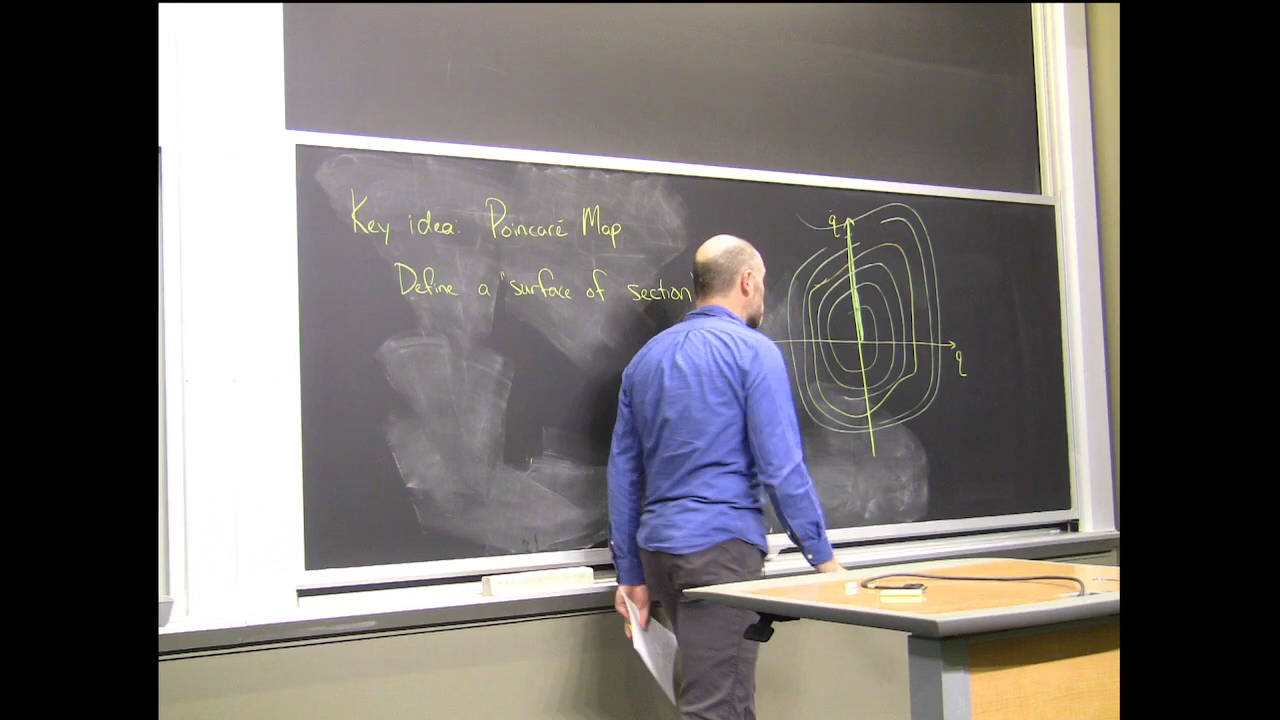 Key idea: Poincaré Map
Define a "surface of section"
q̇
q